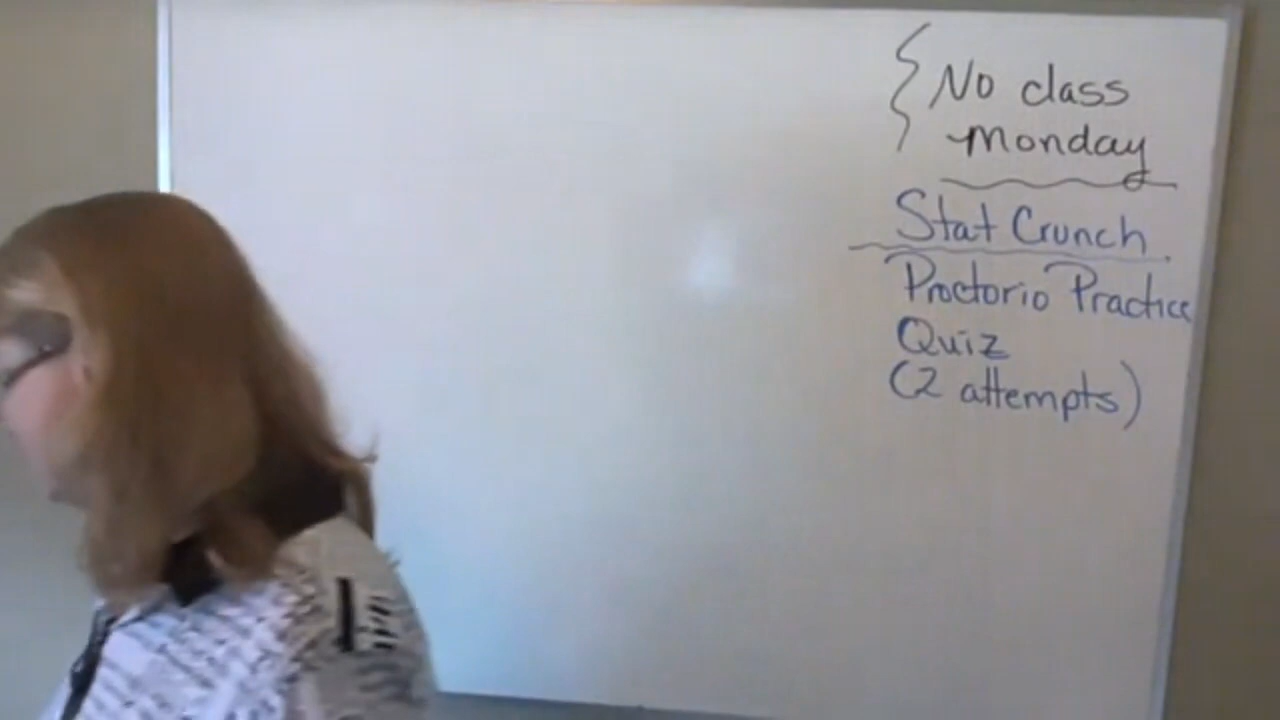 No class
Monday
Stat Crunch
Proctorio Practice
Quiz
(2 attempts)